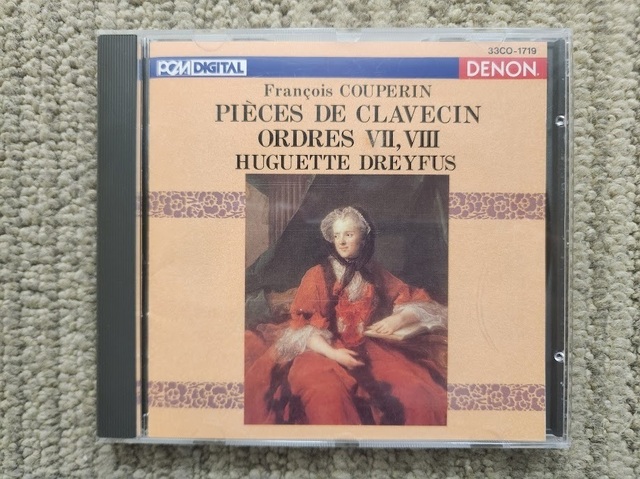 33CO-1719
PCM DIGITAL
DENON
François COUPERIN
PIÈCES DE CLAVECIN
ORDRES VII, VIII
HUGUETTE DREYFUS